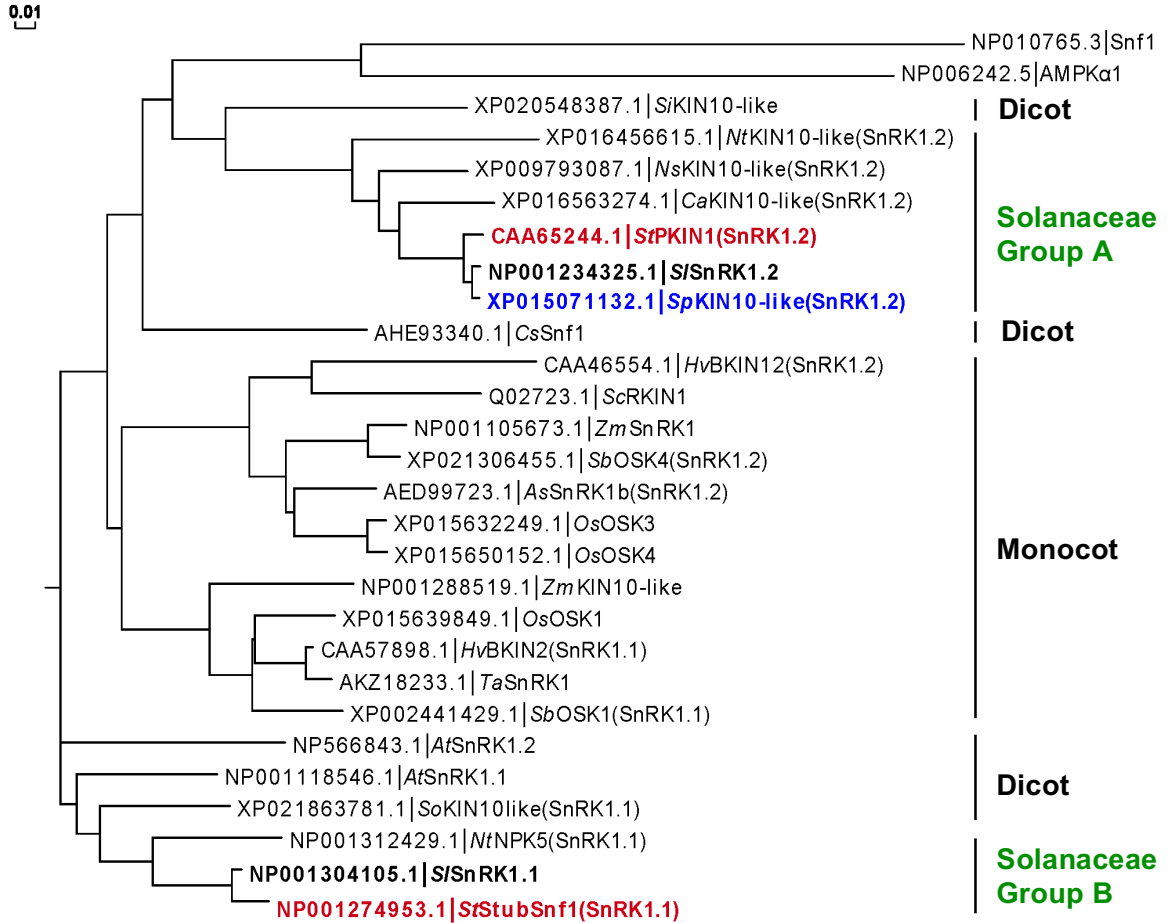 0.01
NP010765.3|Snf1
NP006242.5|AMPKα1
XP020548387.1|SiKIN10-like
Dicot
XP016456615.1|NtKIN10-like(SnRK1.2)
XP009793087.1|NsKIN10-like(SnRK1.2)
XP016563274.1|CaKIN10-like(SnRK1.2)
Solanaceae
Group A
CAA65244.1|StPKIN1(SnRK1.2)
NP001234325.1|SlSnRK1.2
XP015071132.1|SpKIN10-like(SnRK1.2)
AHE93340.1|CsSnf1
Dicot
CAA46554.1|HvBKIN12(SnRK1.2)
Q02723.1|ScRKIN1
NP001105673.1|ZmSnRK1
XP021306455.1|SbOSK4(SnRK1.2)
AED99723.1|AsSnRK1b(SnRK1.2)
XP015632249.1|OsOSK3
XP015650152.1|OsOSK4
Monocot
NP001288519.1|ZmKIN10-like
XP015639849.1|OsOSK1
CAA57898.1|HvBKIN2(SnRK1.1)
AKZ18233.1|TaSnRK1
XP002441429.1|SbOSK1(SnRK1.1)
NP566843.1|AtSnRK1.2
NP001118546.1|AtSnRK1.1
Dicot
XP021863781.1|SoKIN10like(SnRK1.1)
NP001312429.1|NtNPK5(SnRK1.1)
NP001304105.1|SlSnRK1.1
Solanaceae
Group B
NP001274953.1|StStubSnf1(SnRK1.1)